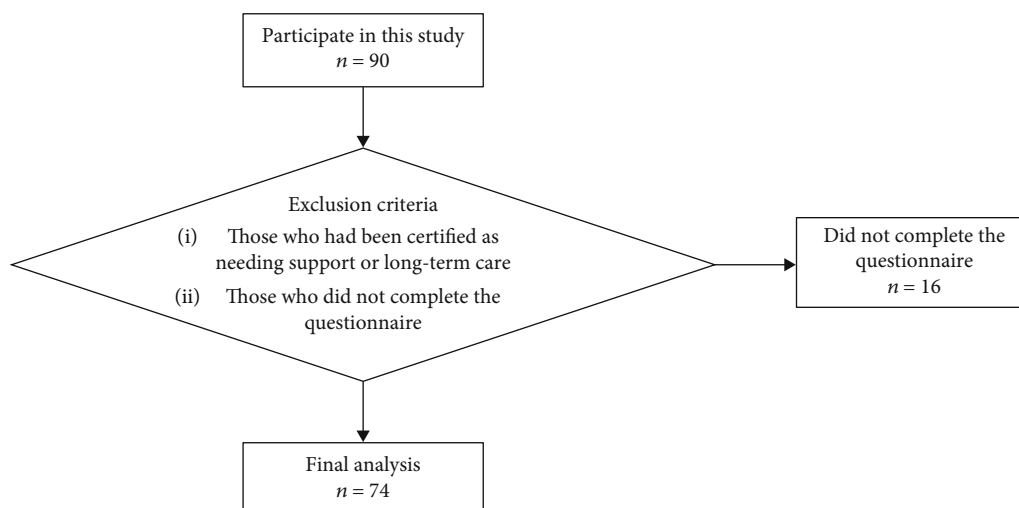 Participate in this study
n = 90
Exclusion criteria
(i) Those who had been certified as
needing support or long-term care
(ii) Those who did not complete the
questionnaire
Did not complete the
questionnaire
n = 16
Final analysis
n = 74